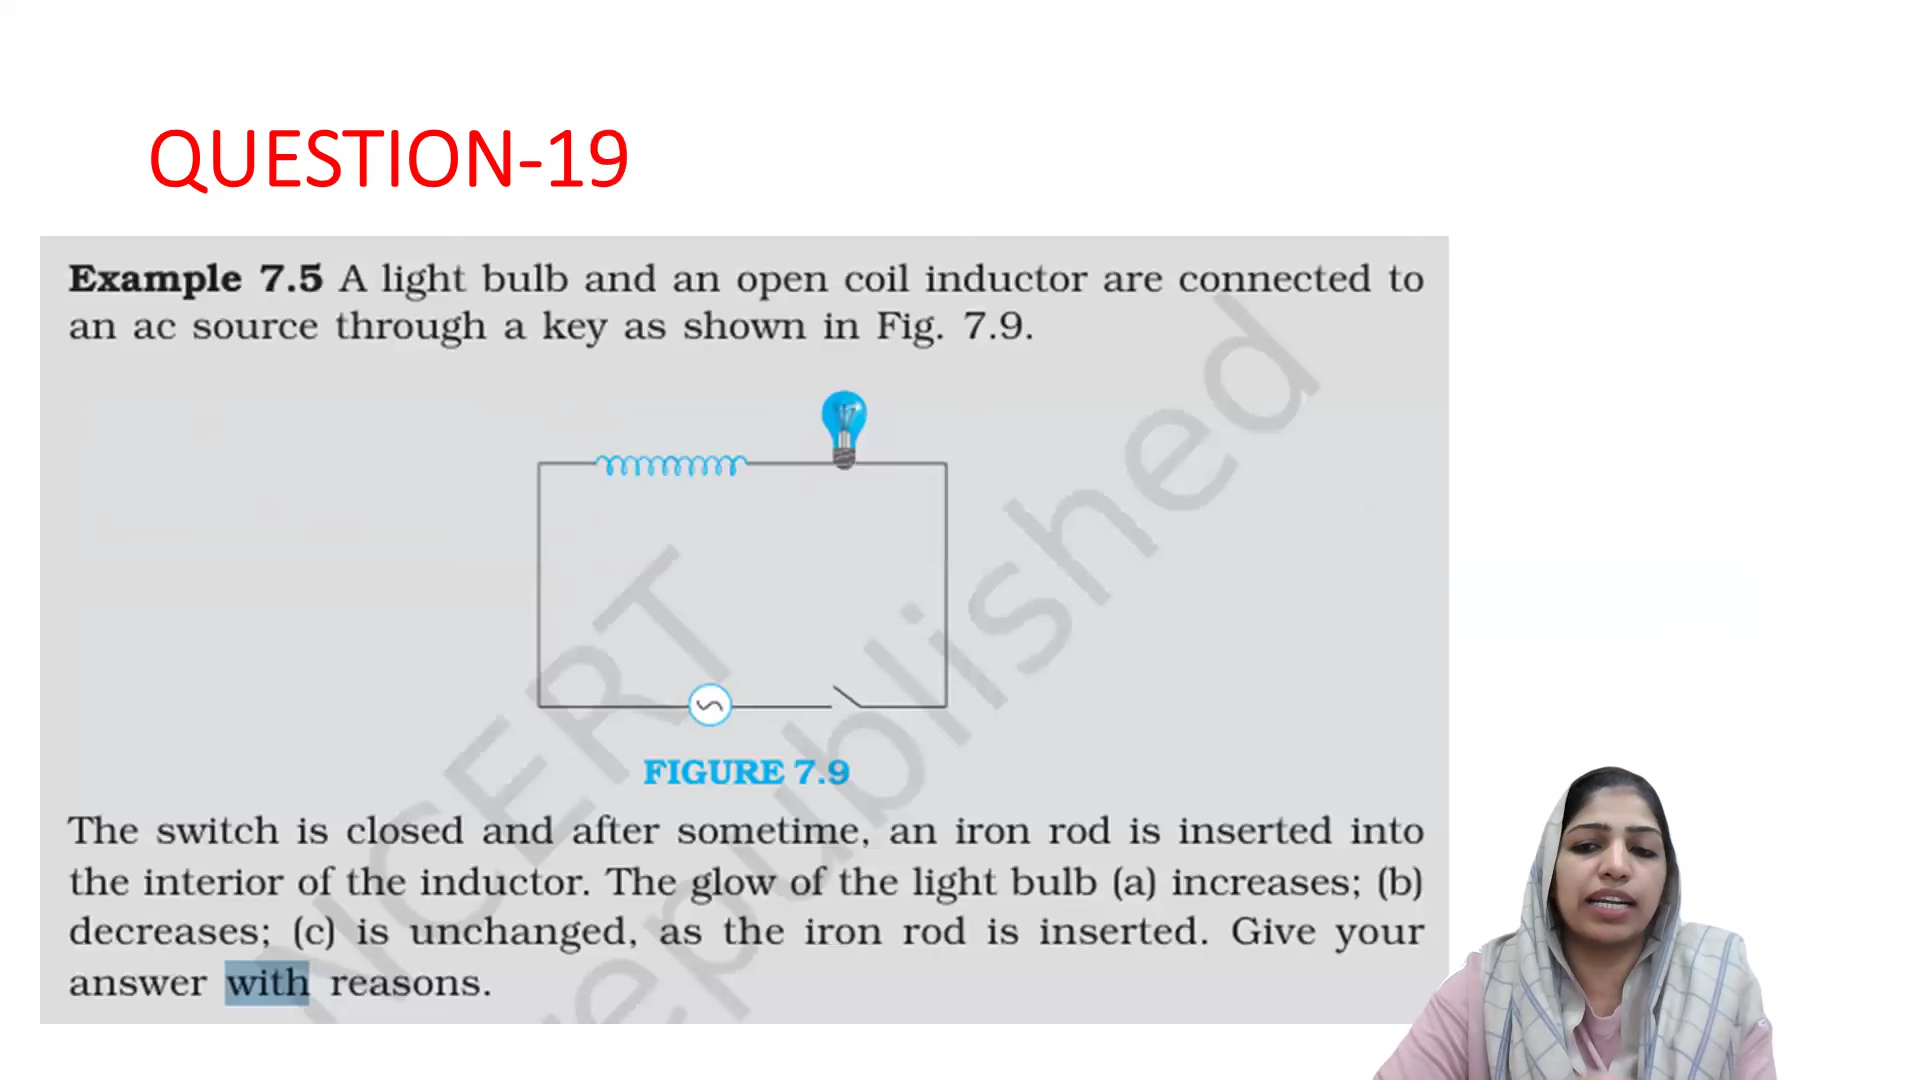 QUESTION-19
Example 7.5 A light bulb and an open coil inductor are connected to
an ac source through a key as shown in Fig. 7.9.
FIGURE 7.9
The switch is closed and after sometime, an iron rod is inserted into
the interior of the inductor. The glow of the light bulb (a) increases; (b)
decreases; (c) is unchanged, as the iron rod is inserted. Give your
answer with reasons.
NCERT
republished